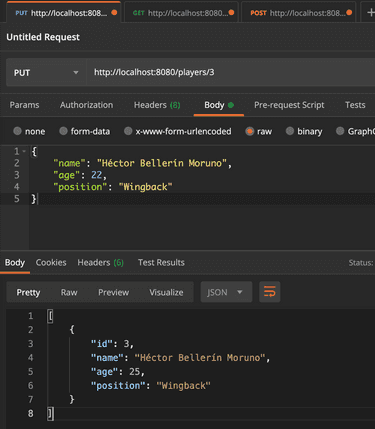 PUT http://localhost:808... GET http://localhost:8080... POST http://localhost:808... +
Untitled Request
PUT http://localhost:8080/players/3
Params Authorization Headers (8) Body Pre-request Script Tests
none form-data x-www-form-urlencoded raw binary Graph
1 {
2 "name": "Héctor Bellerín Moruno",
3 "age": 22,
4 "position": "Wingback"
5 }
Body Cookies Headers (6) Test Results Status:
Pretty Raw Preview Visualize JSON
1 [
2 {
3 "id": 3,
4 "name": "Héctor Bellerín Moruno",
5 "age": 25,
6 "position": "Wingback"
7 }
8 ]